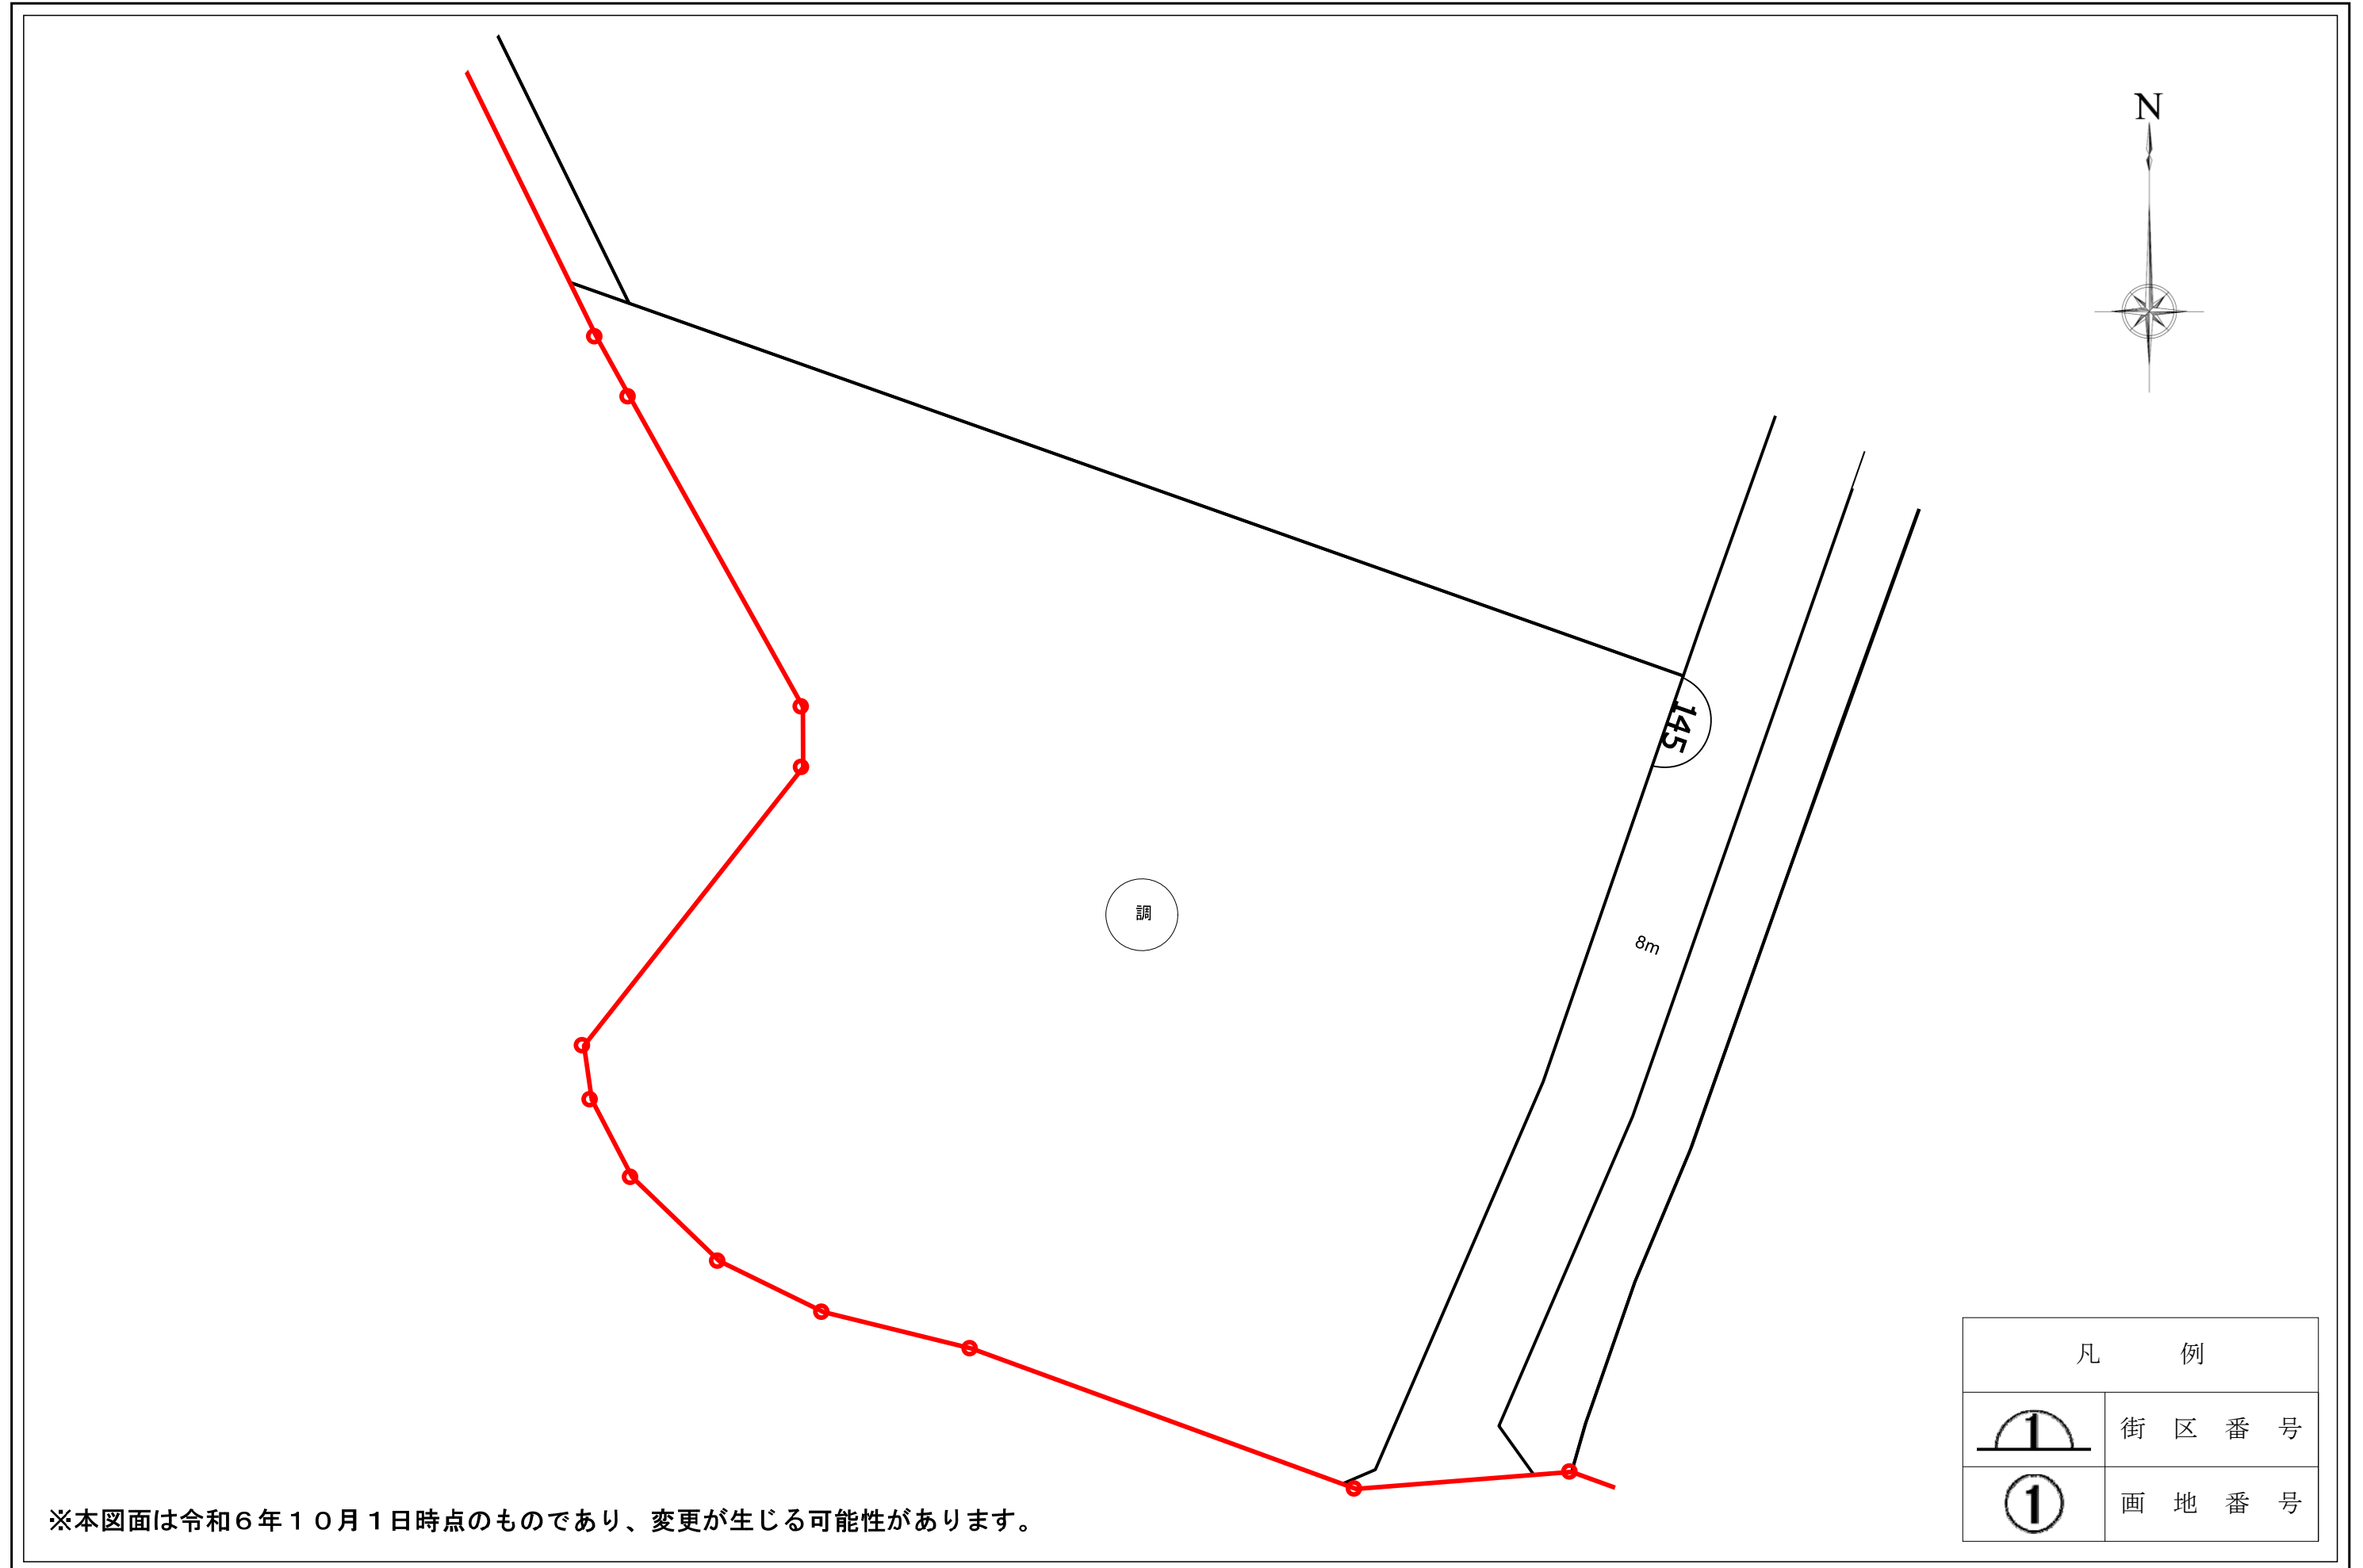 N
145
調
8m
凡例
1 街区番号
1 画地番号
※本図面は令和６年１０月１日時点のものであり、変更が生じる可能性があります。